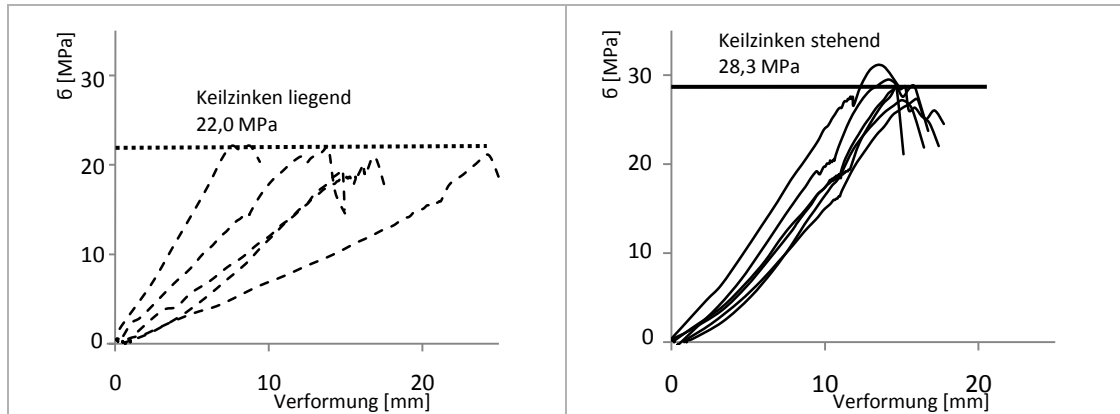 б [MPa]
30
20
10
0
Keilzinken liegend
22,0 MPa
0
10
20
Verformung [mm]
б [MPa]
30
20
10
0
Keilzinken stehend
28,3 MPa
0
10
20
Verformung [mm]